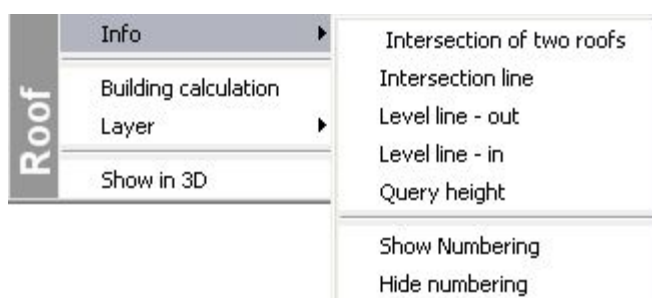 Roof
Info
Building calculation
Layer
Show in 3D
Intersection of two roofs
Intersection line
Level line - out
Level line - in
Query height
Show Numbering
Hide numbering